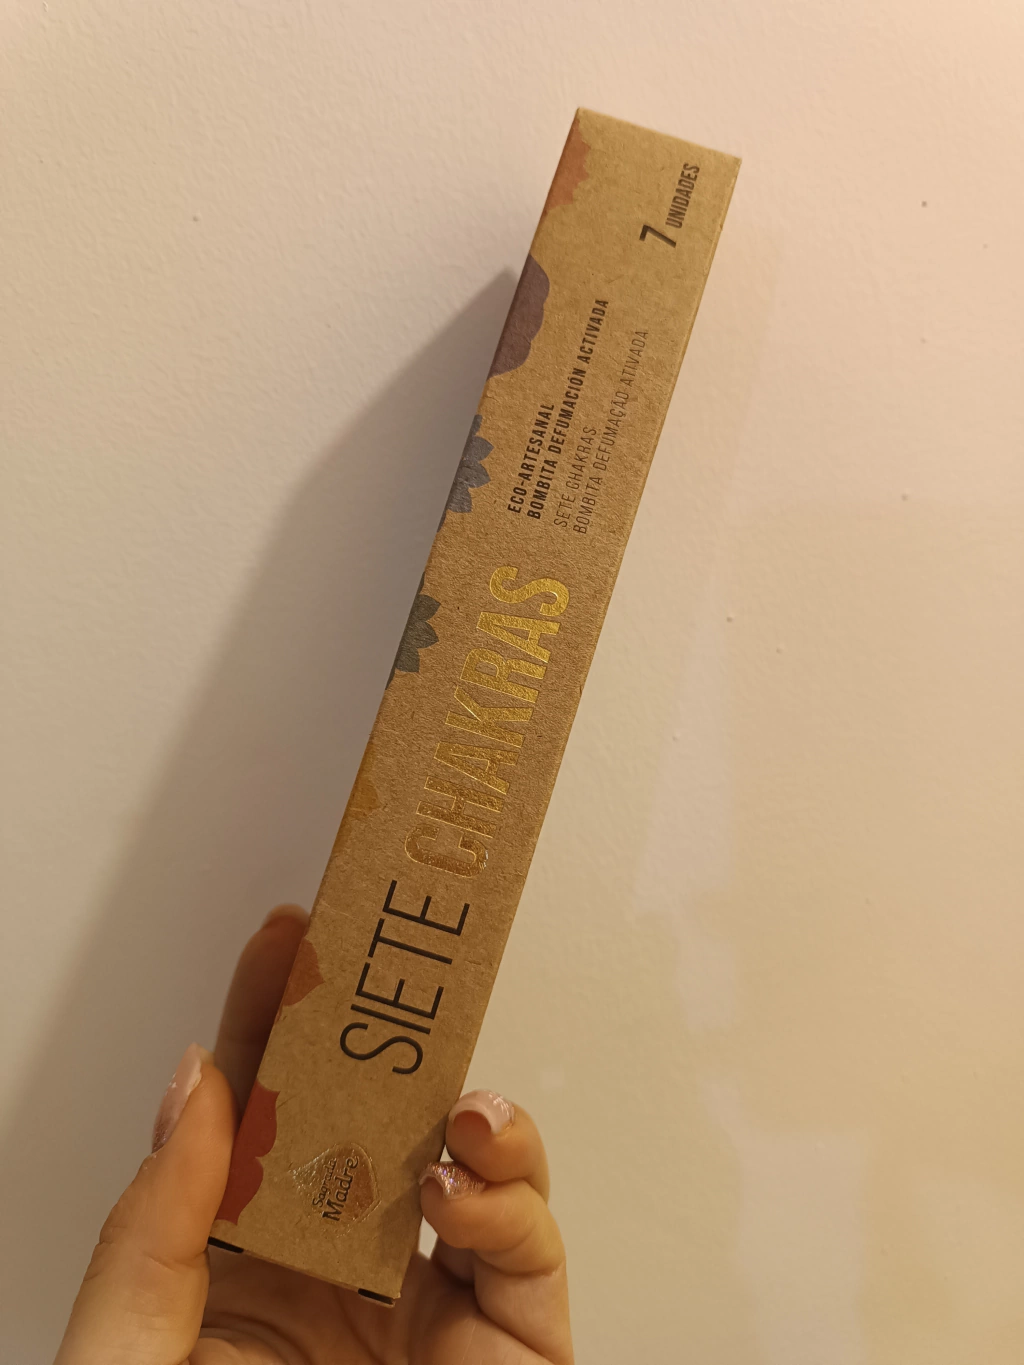 Sagrada
Madre
SIETE CHAKRAS
ECO-ARTESANAL
BOMBITA DEFUMACIÓN ACTIVADA
SETE CHAKRAS
BOMBITA DEFUMAÇÃO ATIVADA
7 UNIDADES